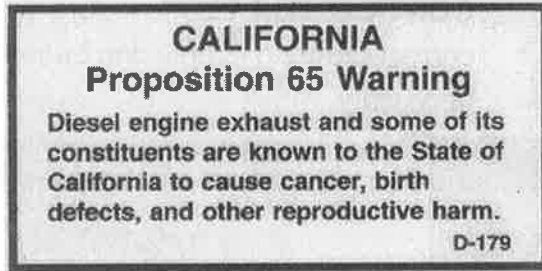 CALIFORNIA
Proposition 65 Warning
Diesel engine exhaust and some of its
constituents are known to the State of
California to cause cancer, birth
defects, and other reproductive harm.
D-179